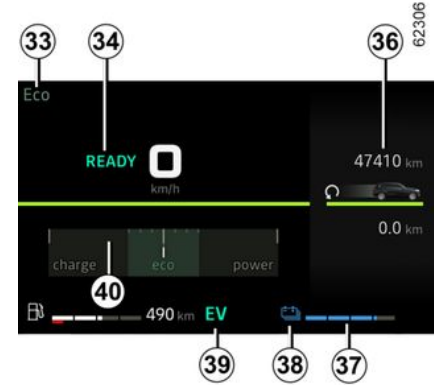 33
34
36
62306
Eco
READY 0
km/h
47410 km
0.0 km
charge eco power
40
490 km EV
39
38
37